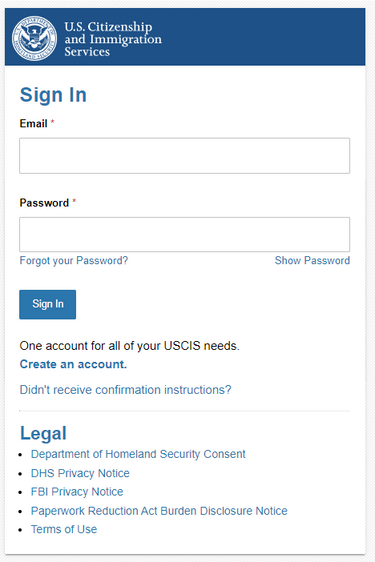 U.S. Citizenship
and Immigration
Services
Sign In
Email *
Password *
Forgot your Password? Show Password
Sign In
One account for all of your USCIS needs.
Create an account.
Didn't receive confirmation instructions?
Legal
Department of Homeland Security Consent
DHS Privacy Notice
FBI Privacy Notice
Paperwork Reduction Act Burden Disclosure Notice
Terms of Use